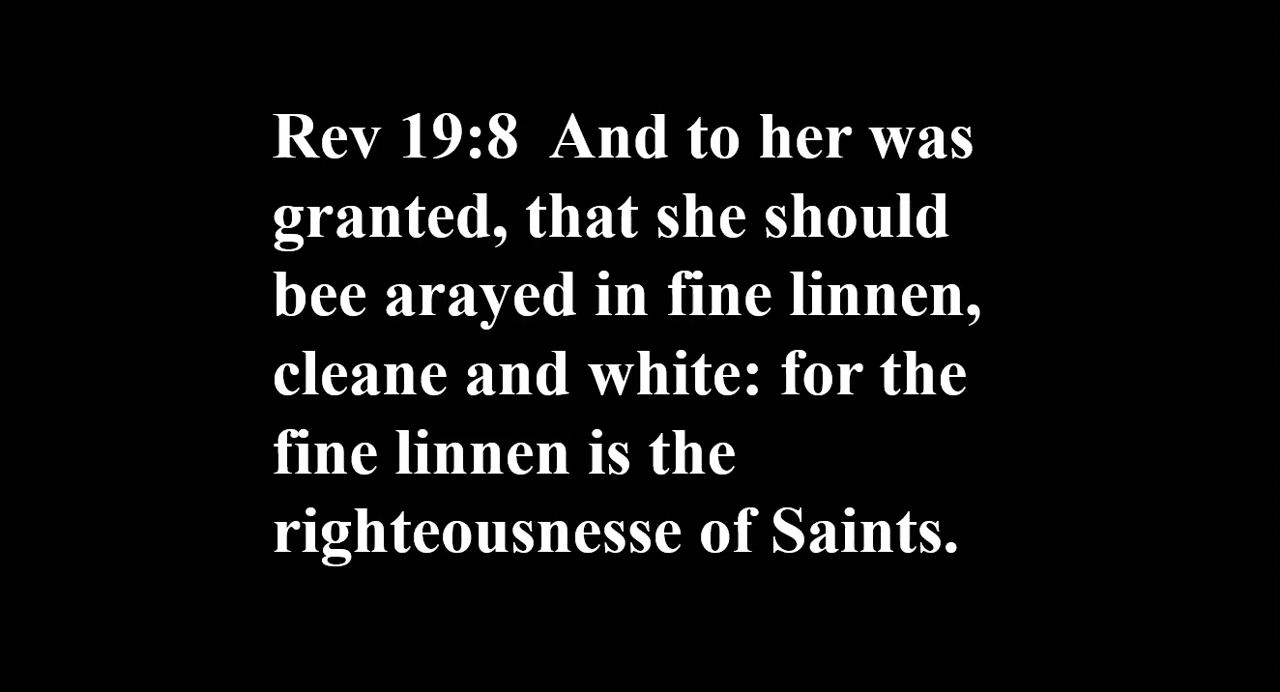 Rev 19:8  And to her was
granted, that she should
bee arayed in fine linnen,
cleane and white: for the
fine linnen is the
righteousnesse of Saints.